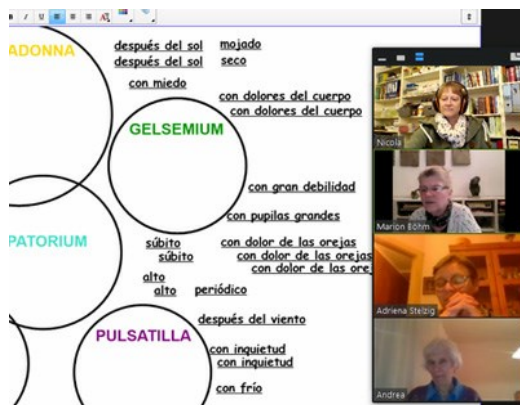 ADONNA
después del sol mojado
después del sol seco
con miedo
con dolores del cuerpo
con dolores del cuerpo
GELSEMIUM
con gran debilidad
con pupilas grandes
PATORIUM
súbito con dolor de las orejas
súbito con dolor de las orejas
con dolor de las orej
alto
alto periódico
después del viento
PULSATILLA
con inquietud
con inquietud
con frío
Nicola
Marion Böhm
Adriena Stelzig
Andrea